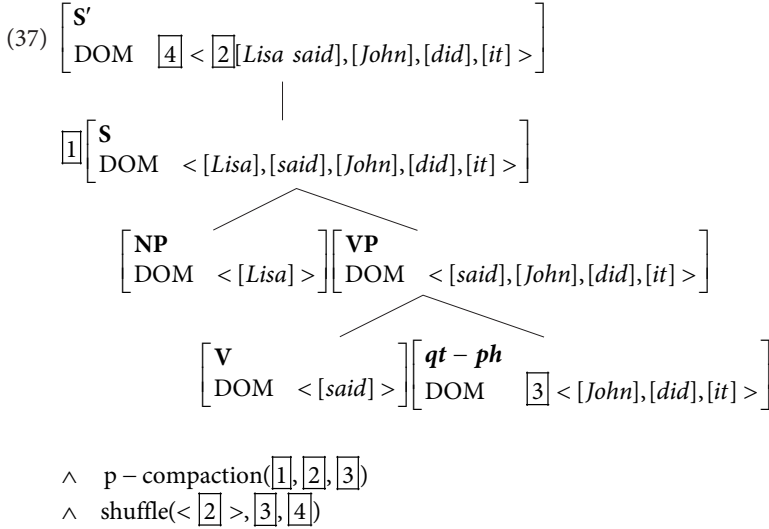 (37) [S′
DOM [4] < [2][Lisa said],[John],[did],[it] >]
[1][S
DOM < [Lisa],[said],[John],[did],[it] >]
[NP [VP
DOM < [Lisa] >] DOM < [said],[John],[did],[it] >]
[V [qt – ph
DOM < [said] >] DOM [3] < [John],[did],[it] >]
∧ p – compaction([1], [2], [3])
∧ shuffle(< [2] >, [3], [4])